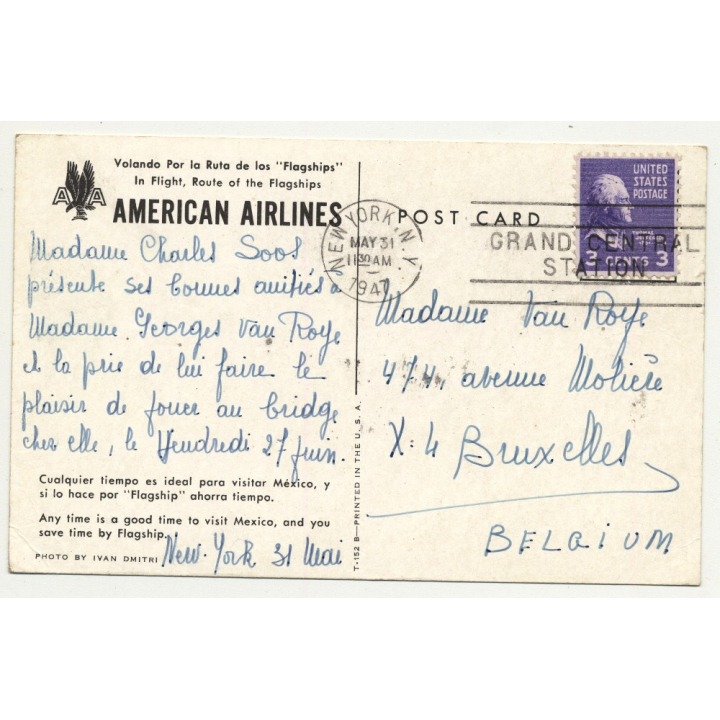 Volando Por la Ruta de los "Flagships"
In Flight, Route of the Flagships
AA
AMERICAN AIRLINES
Madame Charles Soos
présente ses bonnes amitiés à
Madame Georges Van Roye
et la prie de lui faire le
plaisir de jouer au bridge
chez elle, le Vendredi 27 juin.
Cualquier tiempo es ideal para visitar México, y
si lo hace por "Flagship" ahorra tiempo.
Any time is a good time to visit Mexico, and you
save time by Flagship.
PHOTO BY IVAN DMITRI
New-York 31 Mai
T-152 B—PRINTED IN THE U. S. A.
POST CARD
NEW YORK, N.Y.
MAY 31
11 30 AM
1947
GRAND CENTRAL
STATION
UNITED
STATES
POSTAGE
3 CENTS 3
Madame Van Roye
474, avenue Molière
X:4 Bruxelles
BELGIUM